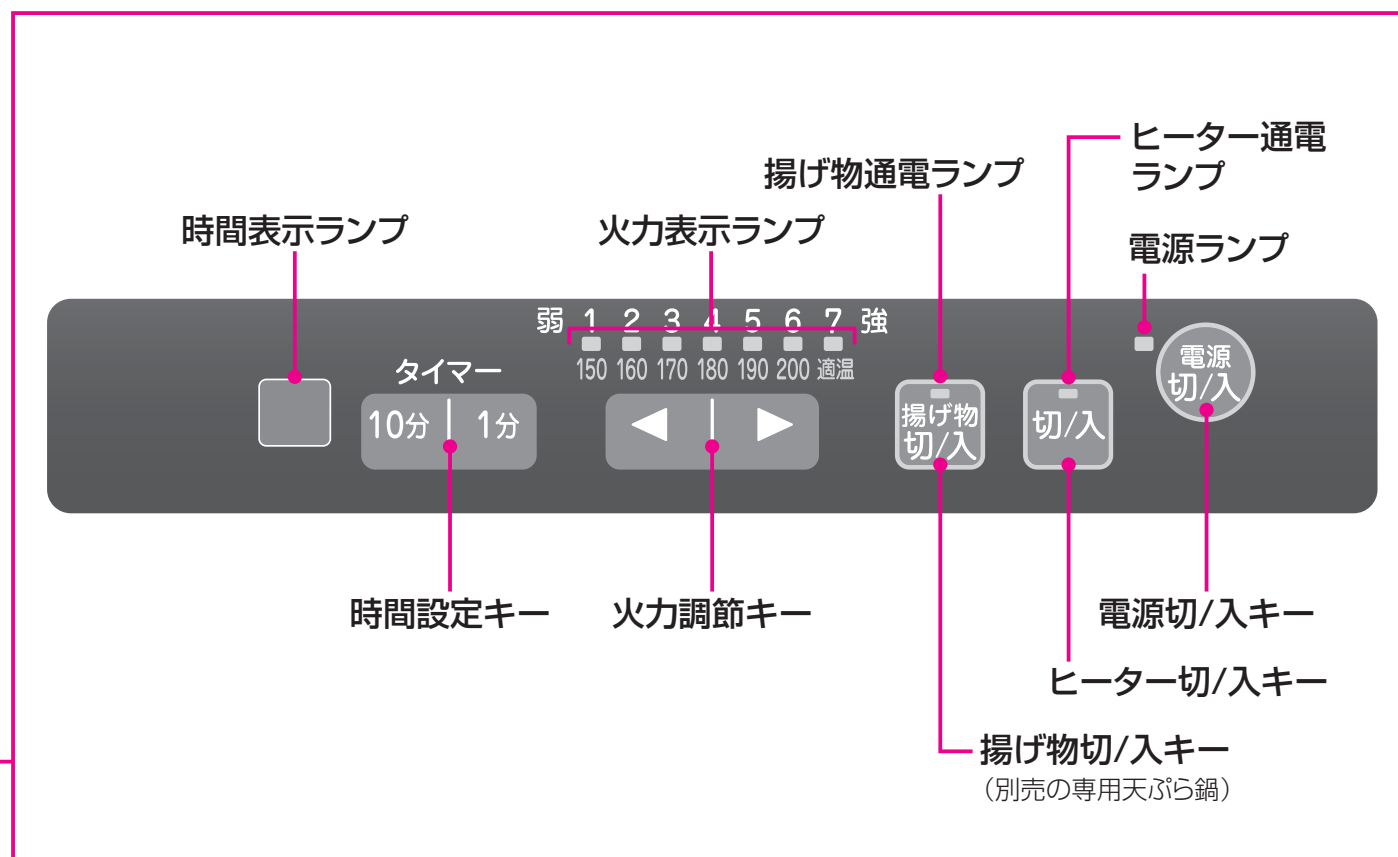 ヒーター通電
ランプ
揚げ物通電ランプ
時間表示ランプ
火力表示ランプ
電源ランプ
弱 1 2 3 4 5 6 7 強
150 160 170 180 190 200 適温
タイマー
10分 1分
揚げ物
切/入
切/入
電源
切/入
時間設定キー
火力調節キー
電源切/入キー
ヒーター切/入キー
揚げ物切/入キー
（別売の専用天ぷら鍋）